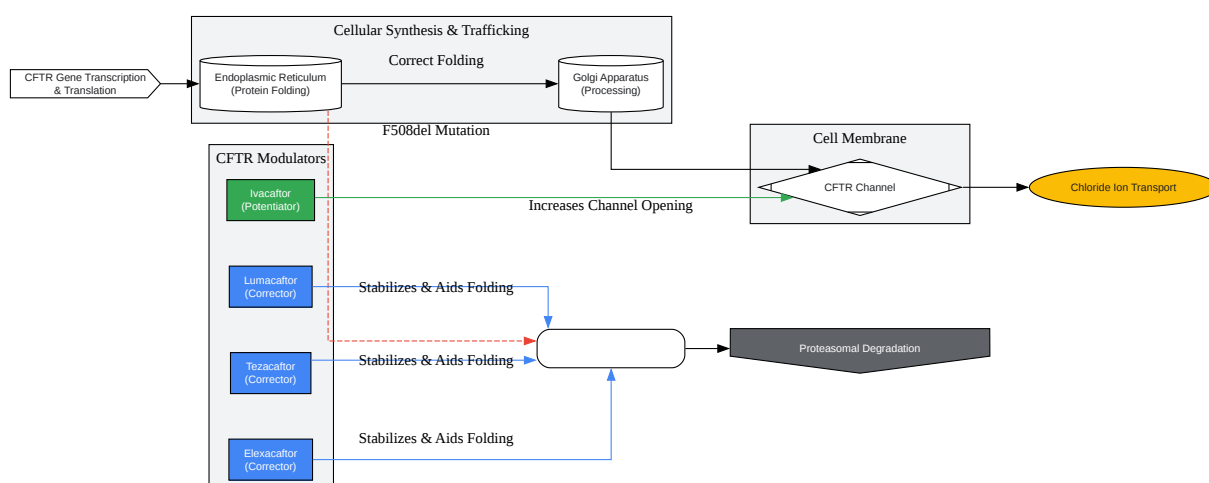 Cellular Synthesis & Trafficking
Correct Folding
CFTR Gene Transcription
& Translation
Endoplasmic Reticulum
(Protein Folding)
Golgi Apparatus
(Processing)
F508del Mutation
Cell Membrane
CFTR Channel
Chloride Ion Transport
CFTR Modulators
Ivacaftor
(Potentiator)
Increases Channel Opening
Lumacaftor
(Corrector)
Stabilizes & Aids Folding
Tezacaftor
(Corrector)
Stabilizes & Aids Folding
Proteasomal Degradation
Elexacaftor
(Corrector)
Stabilizes & Aids Folding